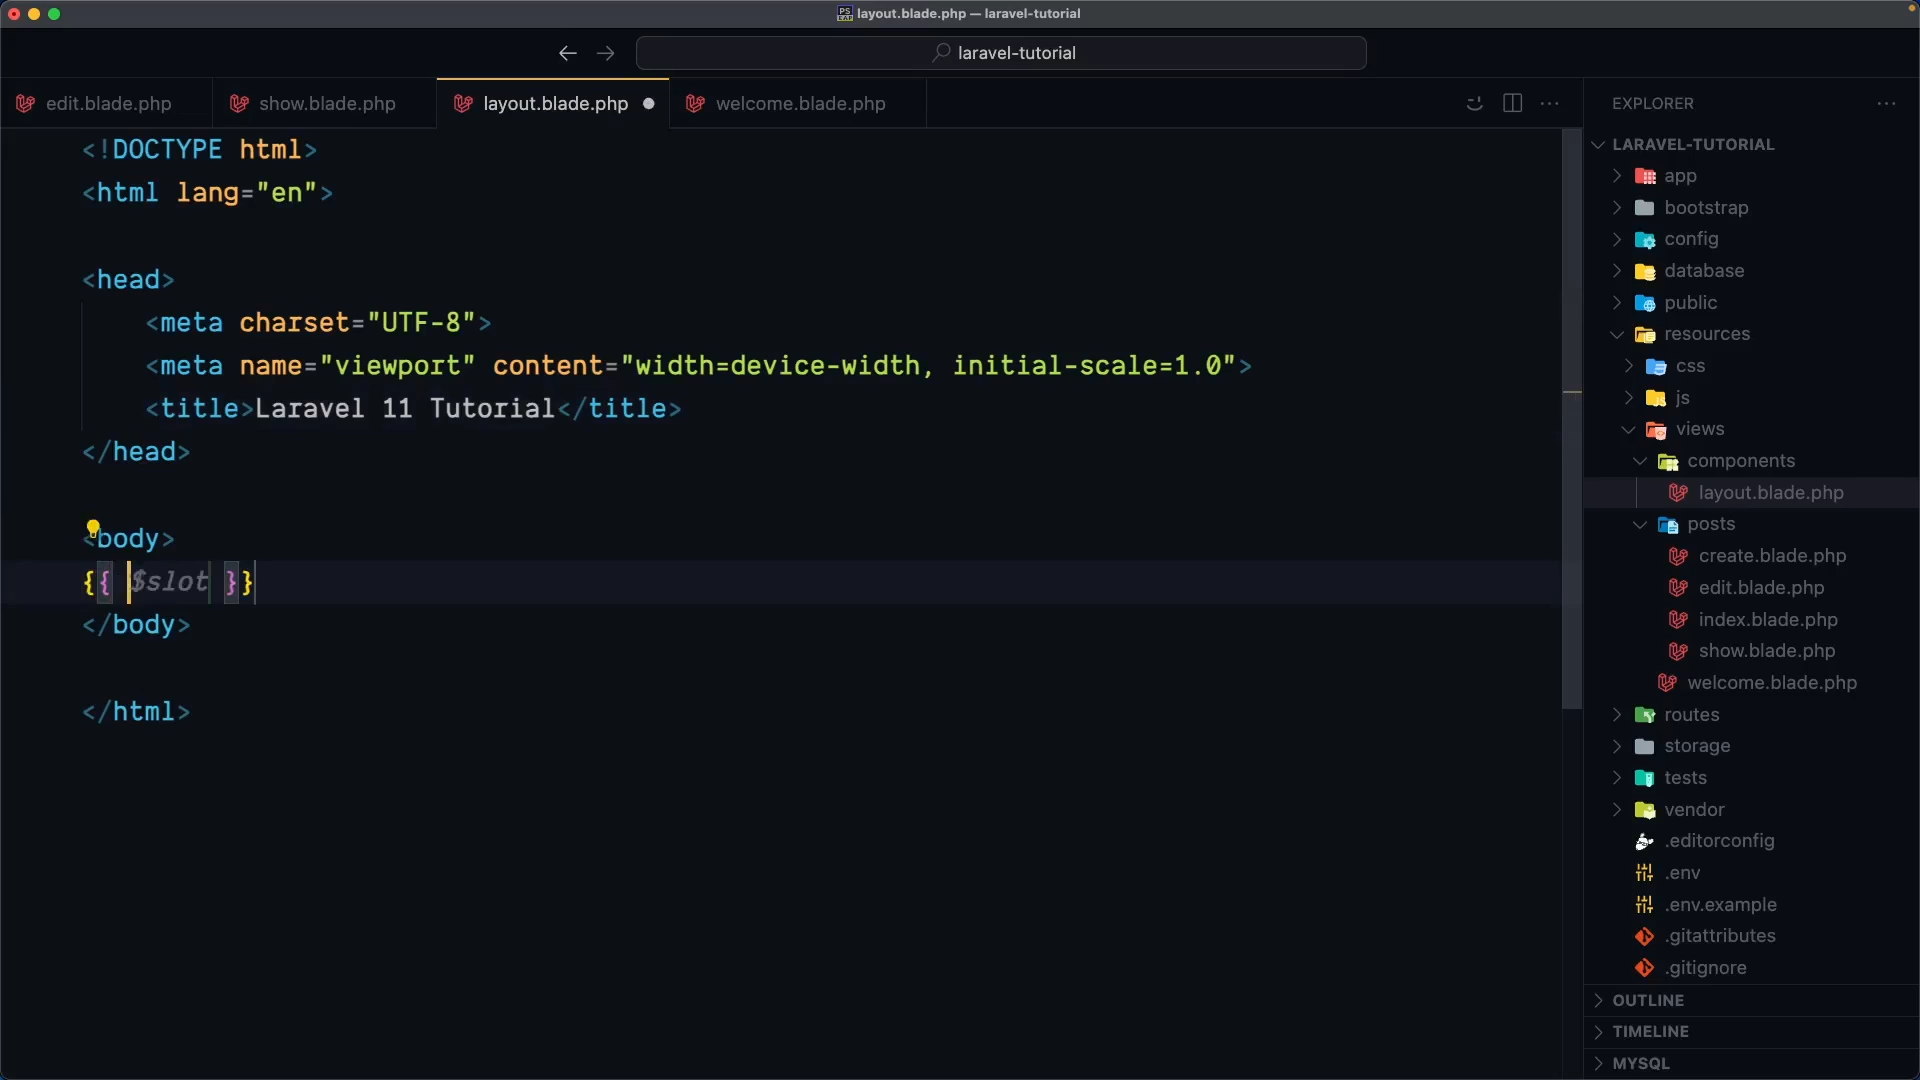 PS
EAP
layout.blade.php — laravel-tutorial
laravel-tutorial
edit.blade.php
show.blade.php
layout.blade.php
welcome.blade.php
<!DOCTYPE html>
<html lang="en">
<head>
<meta charset="UTF-8">
<meta name="viewport" content="width=device-width, initial-scale=1.0">
<title>Laravel 11 Tutorial</title>
</head>
<body>
{{ $slot }}
</body>
</html>
EXPLORER
LARAVEL-TUTORIAL
app
bootstrap
config
database
public
resources
css
js
views
components
layout.blade.php
posts
create.blade.php
edit.blade.php
index.blade.php
show.blade.php
welcome.blade.php
routes
storage
tests
vendor
.editorconfig
.env
.env.example
.gitattributes
.gitignore
OUTLINE
TIMELINE
MYSQL